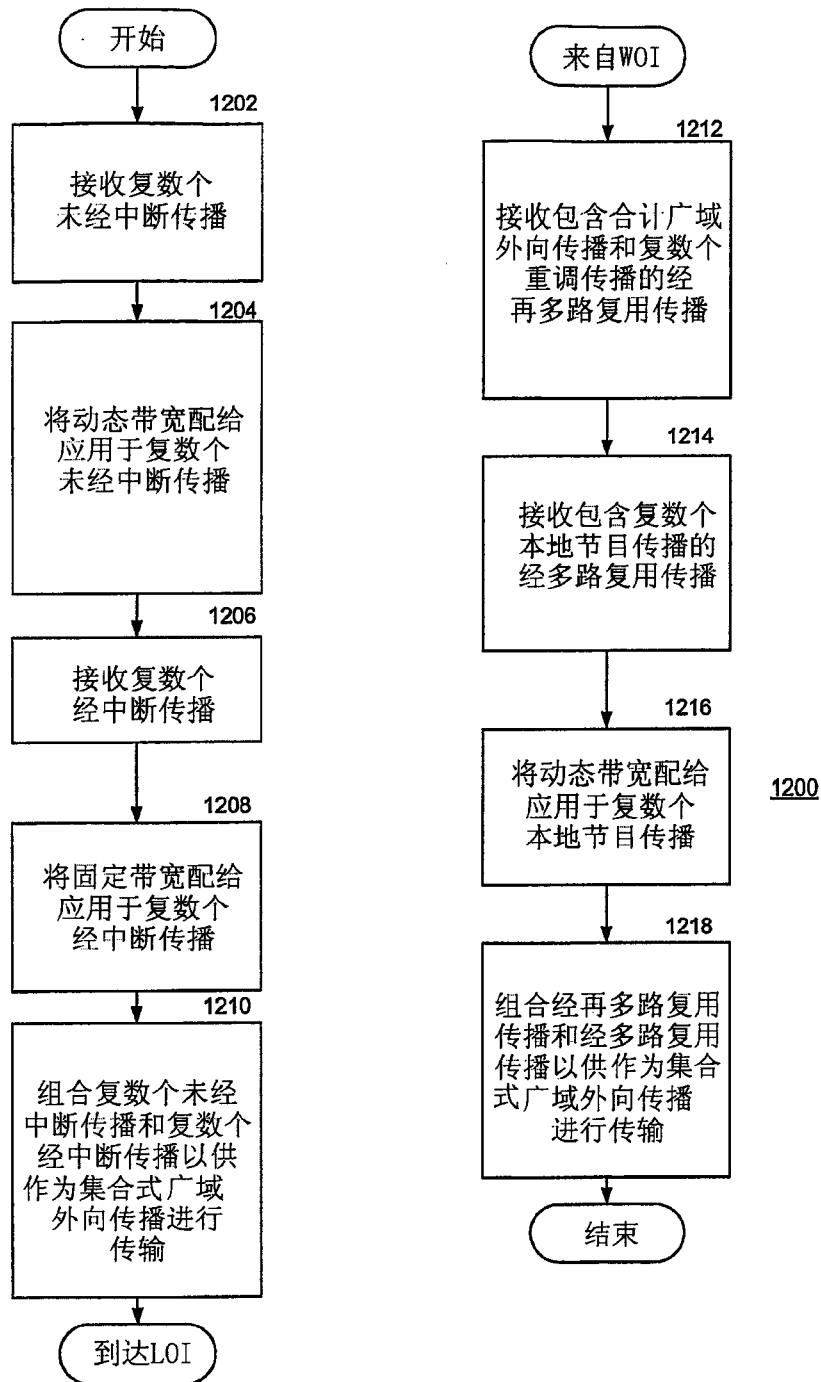 开始
1202
接收复数个
未经中断传播
1204
将动态带宽配给
应用于复数个
未经中断传播
1206
接收复数个
经中断传播
1208
将固定带宽配给
应用于复数个
经中断传播
1210
组合复数个未经
中断传播和复数个
经中断传播以供
作为集合式广域
外向传播进行
传输
到达LOI
来自WOI
1212
接收包含合计广域
外向传播和复数个
重调传播的经
再多路复用传播
1214
接收包含复数个
本地节目传播的
经多路复用传播
1216
将动态带宽配给
应用于复数个
本地节目传播
1218
组合经再多路复用
传播和经多路复用
传播以供作为集合
式广域外向传播
进行传输
结束
1200